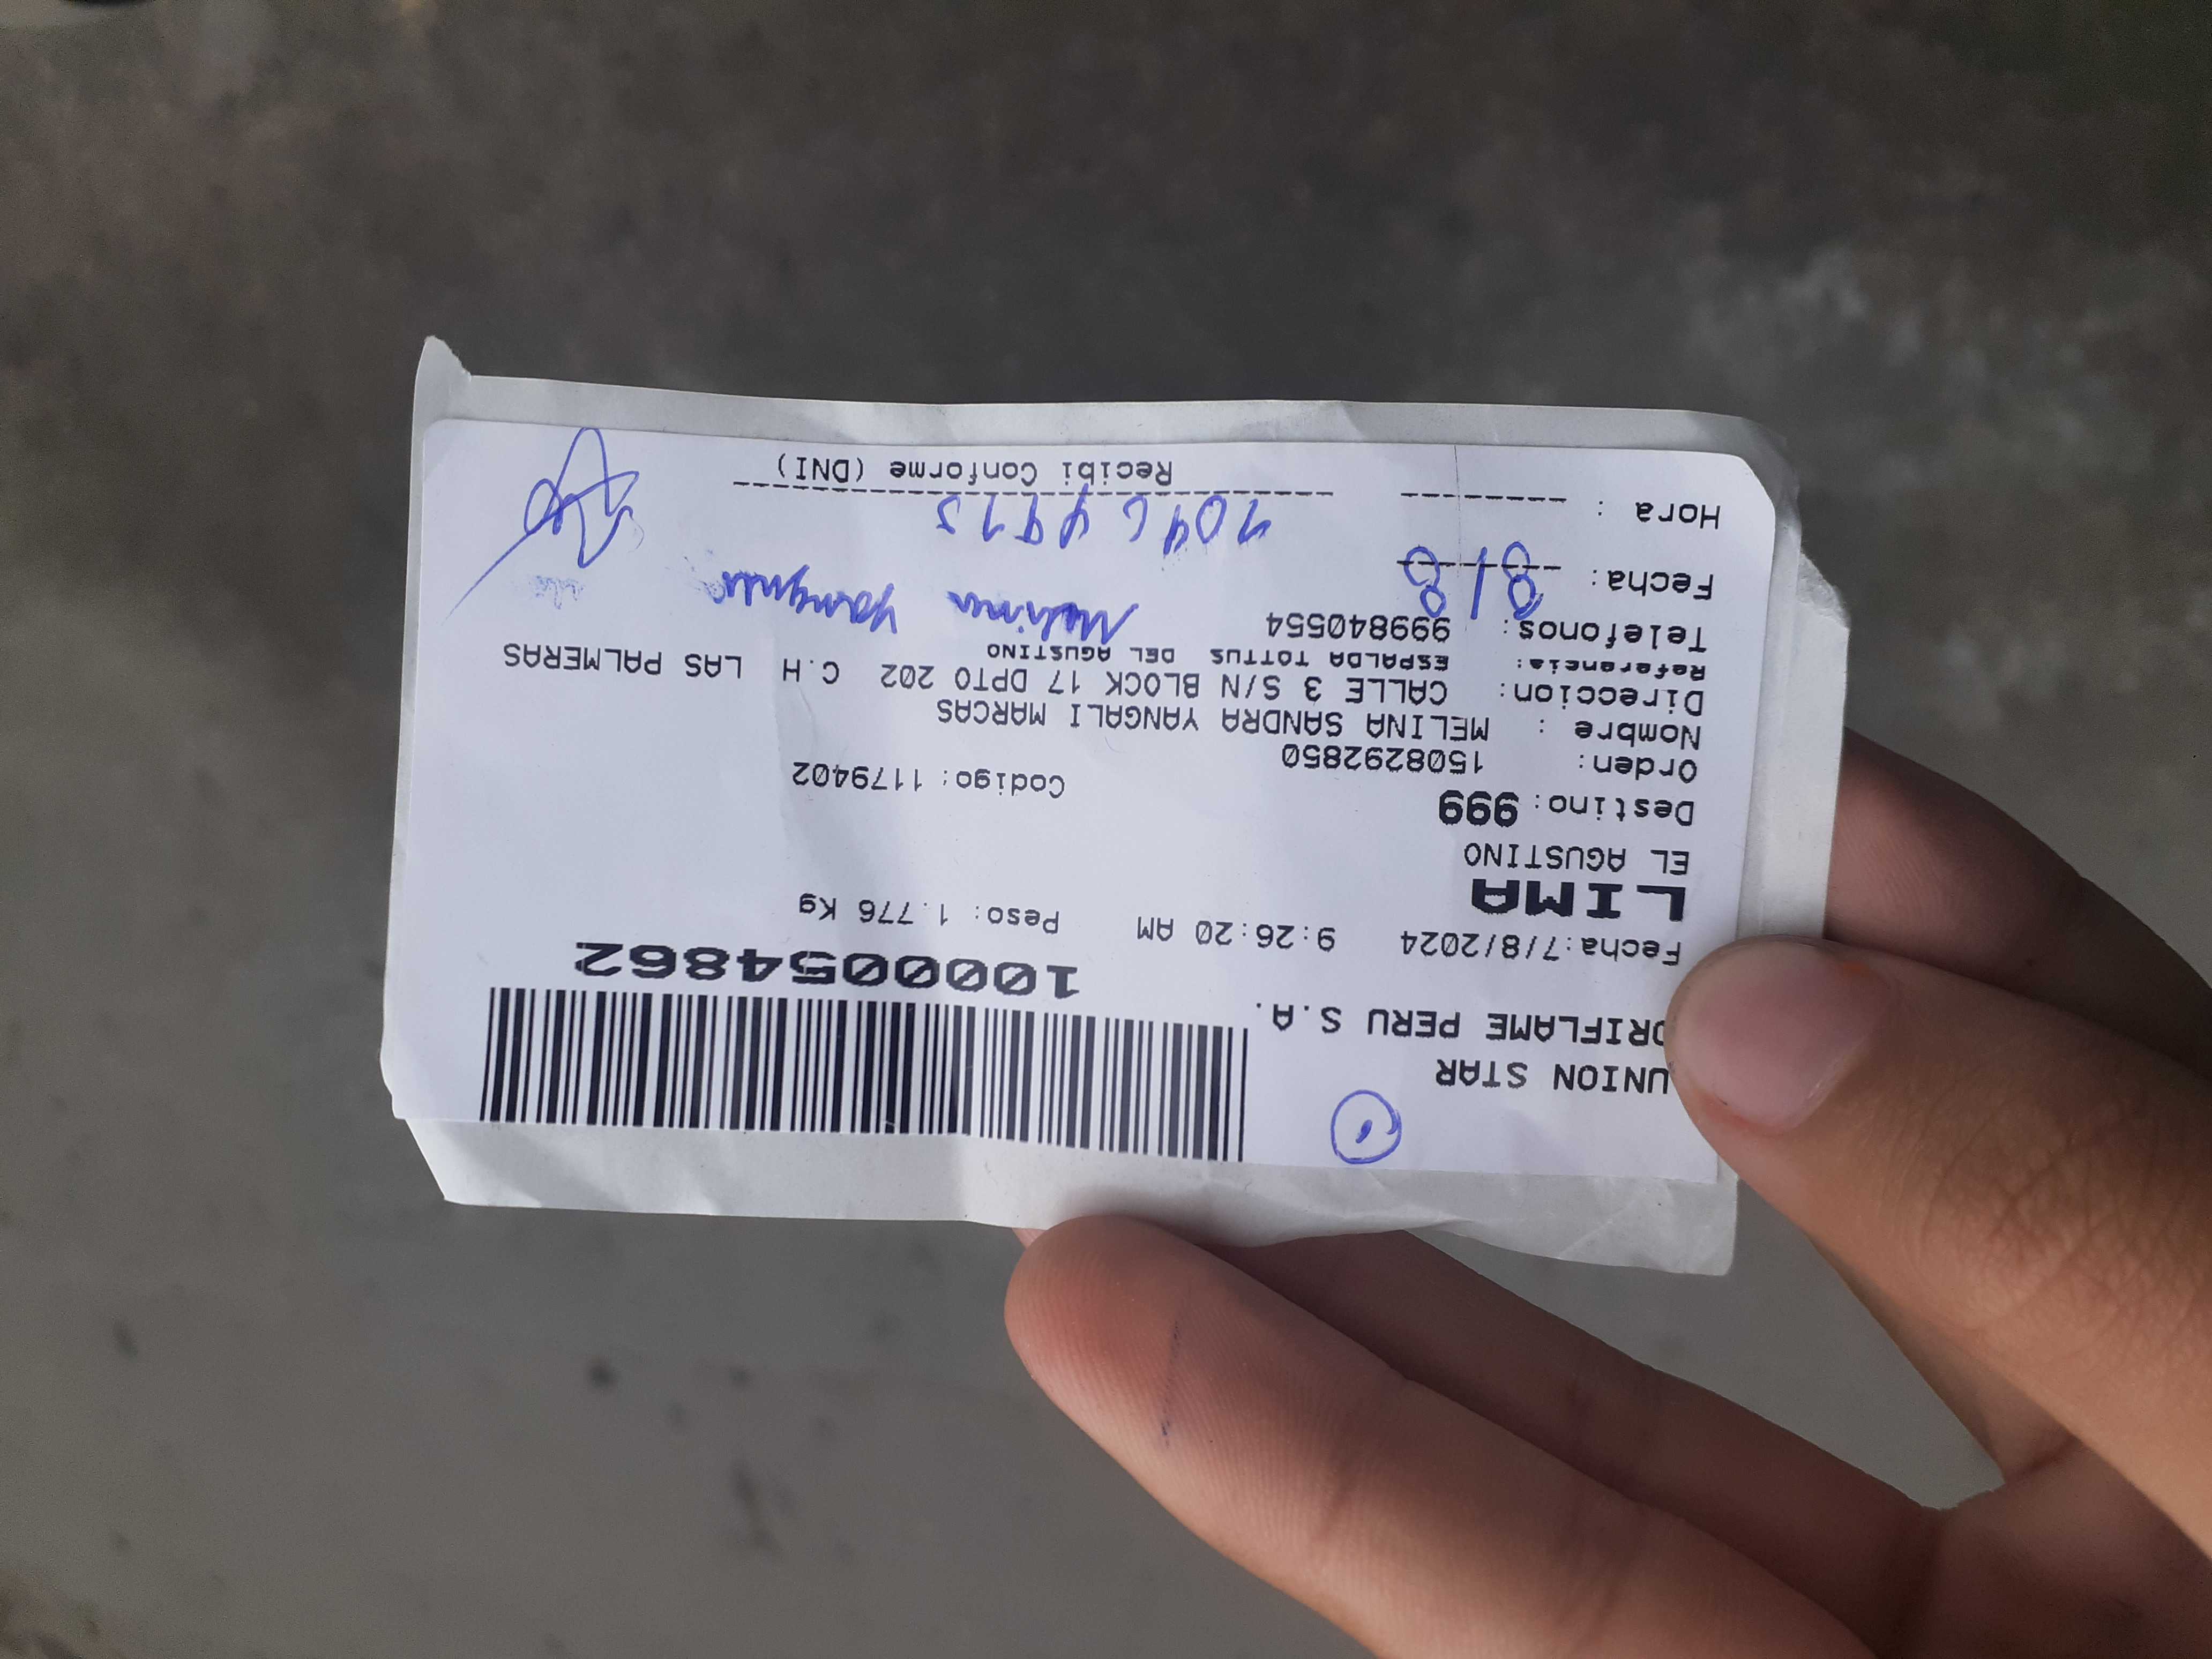 UNION STAR
ORIFLAME PERU S.A.
10000054862
Fecha:7/8/2024 9:26:20 AM Peso: 1.776 Kg
LIMA
EL AGUSTINO
Destino: 999
Orden: 1508292850 Codigo: 1179402
Nombre : MELINA SANDRA YANGALI MARCAS
Direccion: CALLE 3 S/N BLOCK 17 DPTO 202 C.H LAS PALMERAS
Referencia: ESPALDA TOTTUS DEL AGUSTINO
Telefonos: 999840554
Melina
Fecha: 8/8
Hora :
Recibi Conforme (DNI)